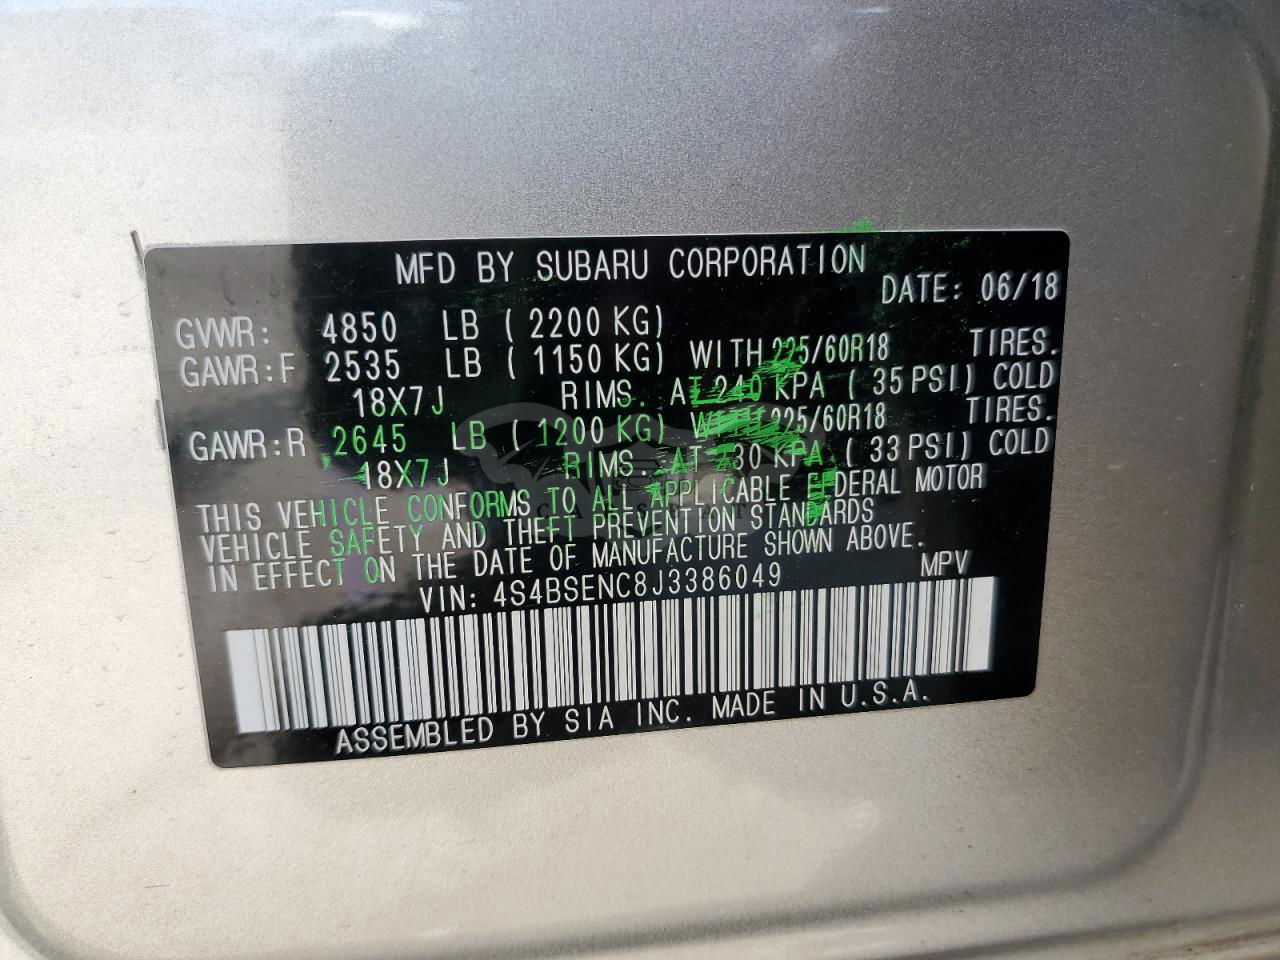 MFD BY SUBARU CORPORATION
DATE: 06/18
GVWR: 4850 LB ( 2200 KG)
GAWR:F 2535 LB ( 1150 KG) WITH 225/60R18 TIRES.
18X7J RIMS. AT 240 KPA ( 35 PSI) COLD
GAWR:R 2645 LB ( 1200 KG) WITH 225/60R18 TIRES.
18X7J RIMS. AT 230 KPA ( 33 PSI) COLD
THIS VEHICLE CONFORMS TO ALL APPLICABLE FEDERAL MOTOR
VEHICLE SAFETY AND THEFT PREVENTION STANDARDS
IN EFFECT ON THE DATE OF MANUFACTURE SHOWN ABOVE.
VIN: 4S4BSENC8J3386049 MPV
ASSEMBLED BY SIA INC. MADE IN U.S.A.